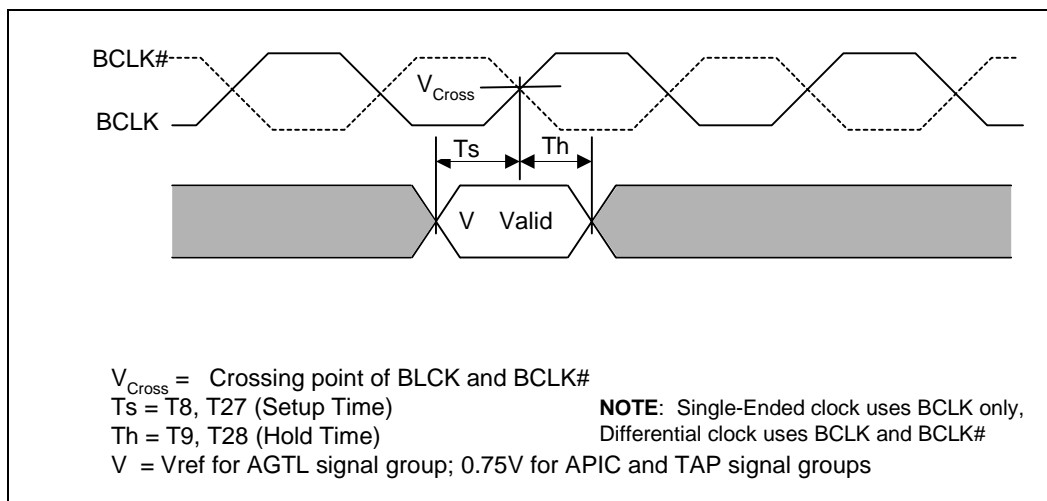 BCLK#
V_Cross
BCLK
Ts Th
V Valid
V_Cross = Crossing point of BLCK and BCLK#
Ts = T8, T27 (Setup Time)
Th = T9, T28 (Hold Time)
V = Vref for AGTL signal group; 0.75V for APIC and TAP signal groups
NOTE: Single-Ended clock uses BCLK only,
Differential clock uses BCLK and BCLK#